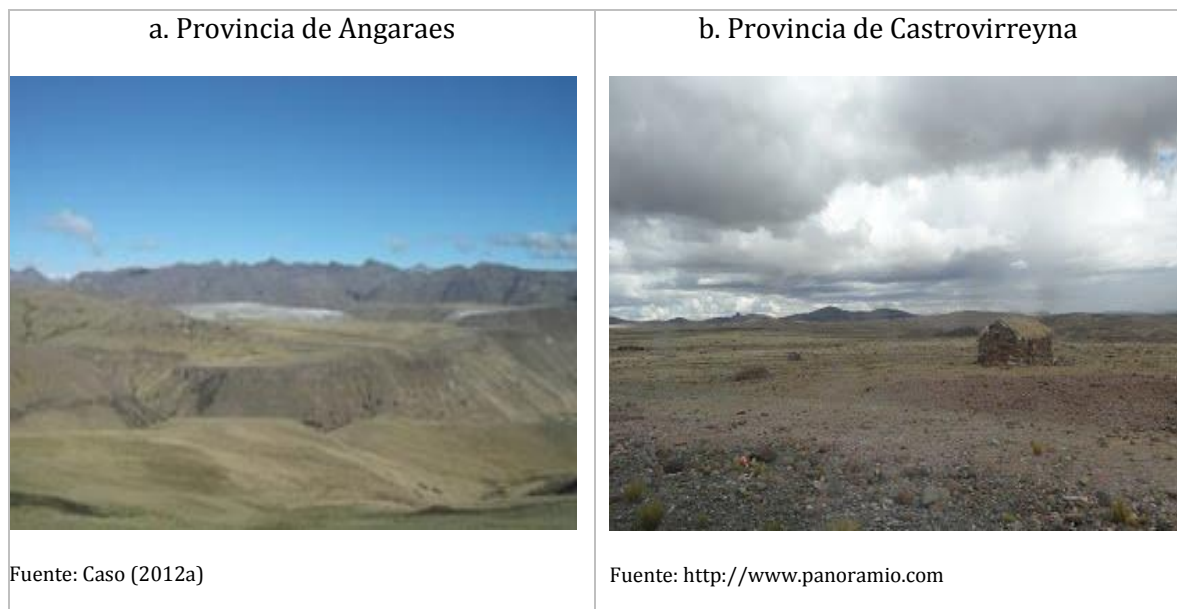 a. Provincia de Angaraes
b. Provincia de Castrovirreyna
Fuente: Caso (2012a)
Fuente: http://www.panoramio.com